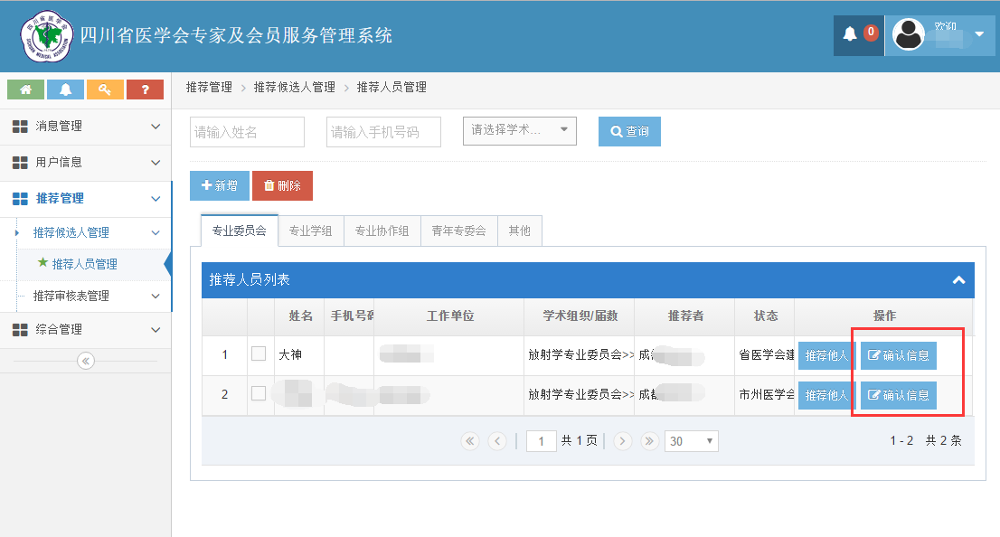 四川省医学会专家及会员服务管理系统
0
欢迎
?
推荐管理 > 推荐候选人管理 > 推荐人员管理
消息管理
用户信息
推荐管理
推荐候选人管理
推荐人员管理
推荐审核表管理
综合管理
请输入姓名 请输入手机号码 请选择学术... 查询
新增 删除
专业委员会 专业学组 专业协作组 青年专委会 其他
推荐人员列表
姓名 手机号码 工作单位 学术组织/届数 推荐者 状态 操作
1 大神 放射学专业委员会>> 成 省医学会建 推荐他人 确认信息
2 放射学专业委员会>> 成都 市州医学会 推荐他人 确认信息
1 共 1 页 30 1 - 2 共 2 条